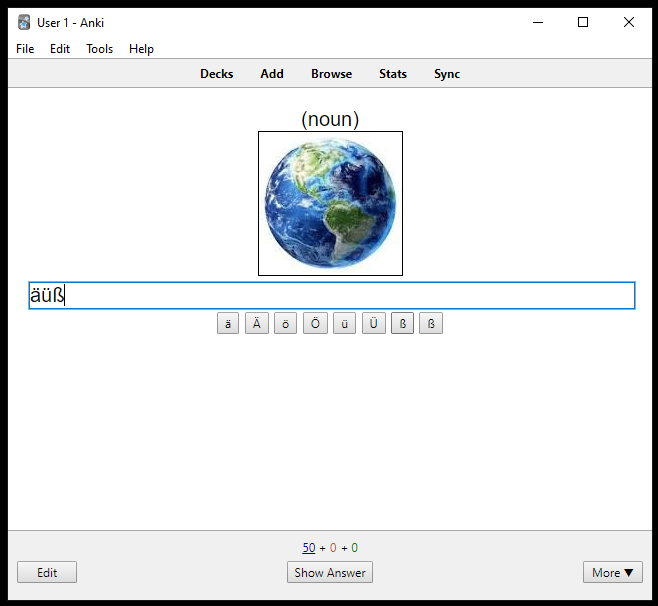 User 1 - Anki
File Edit Tools Help
Decks Add Browse Stats Sync
(noun)
äüß
ä Ä ö Ö ü Ü ß ß
50 + 0 + 0
Edit Show Answer More ▼